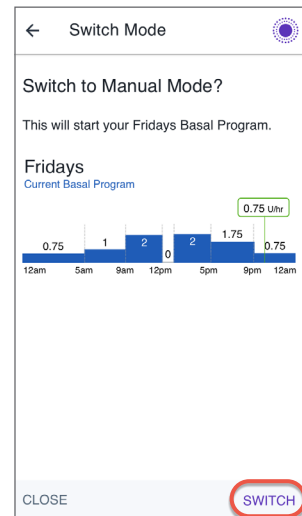 Switch Mode
Switch to Manual Mode?
This will start your Fridays Basal Program.
Fridays
Current Basal Program
0.75 U/hr
0.75 1 2 0 2 1.75 0.75
12am 5am 9am 12pm 5pm 9pm 12am
CLOSE SWITCH